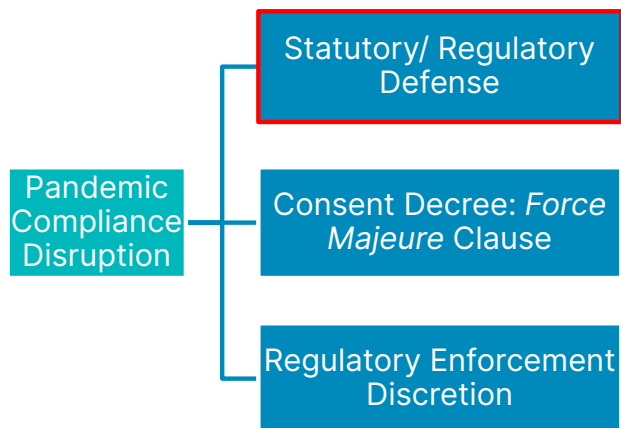 Statutory/ Regulatory
Defense
Pandemic
Compliance
Disruption
Consent Decree: Force
Majeure Clause
Regulatory Enforcement
Discretion